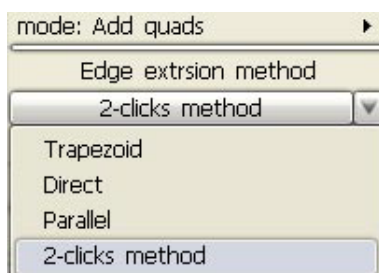 mode: Add quads
Edge extrsion method
2-clicks method
Trapezoid
Direct
Parallel
2-clicks method